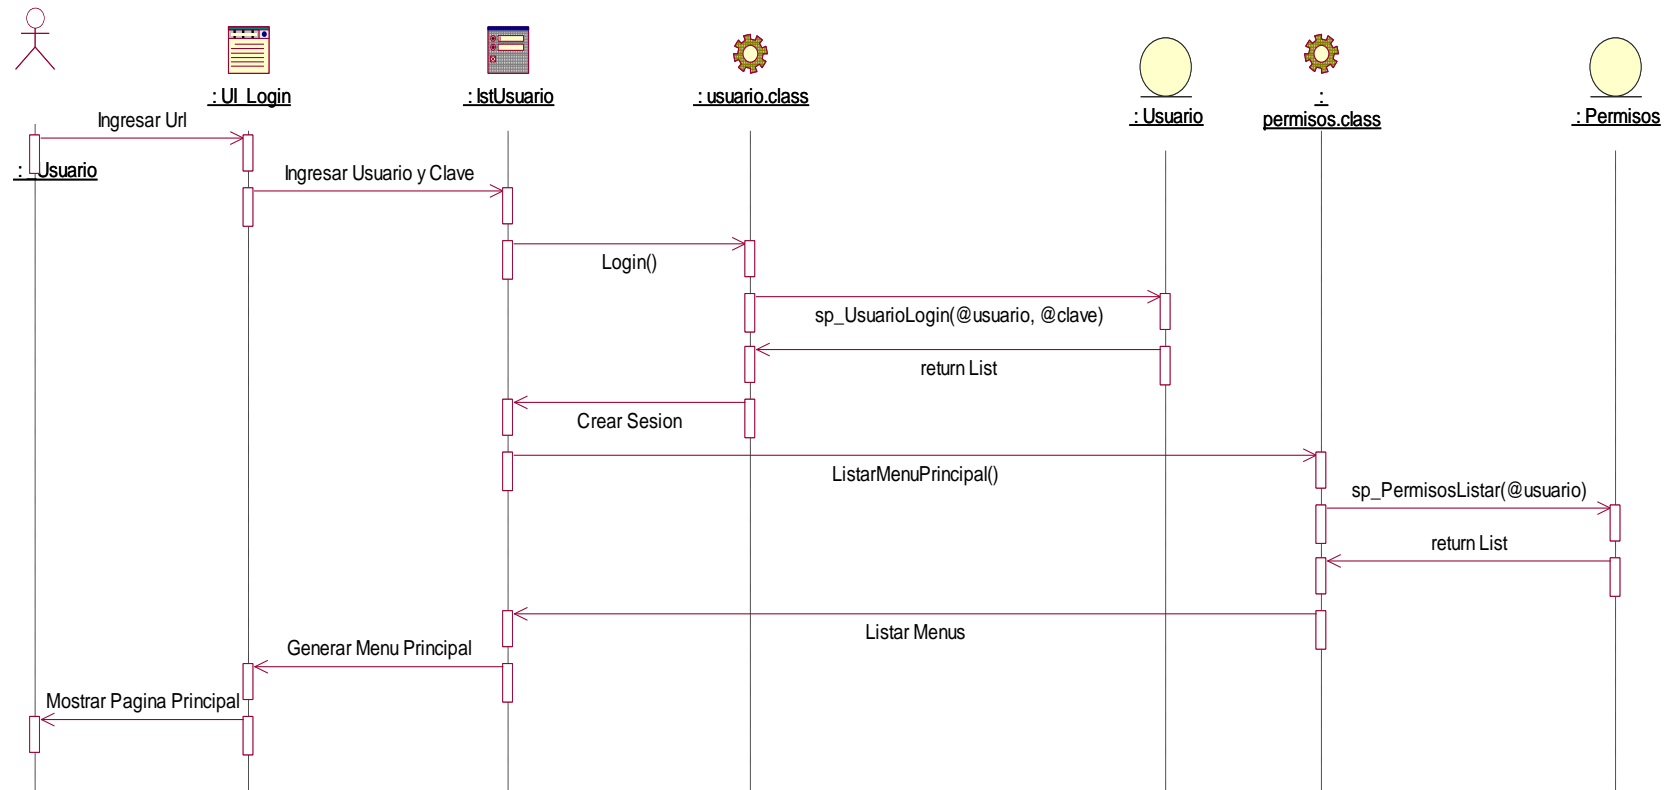 : UI_Login
: lstUsuario
: usuario.class
: Usuario
:
permisos.class
: Permisos
Ingresar Url
: _Usuario
Ingresar Usuario y Clave
Login()
sp_UsuarioLogin(@usuario, @clave)
return List
Crear Sesion
ListarMenuPrincipal()
sp_PermisosListar(@usuario)
return List
Listar Menus
Generar Menu Principal
Mostrar Pagina Principal